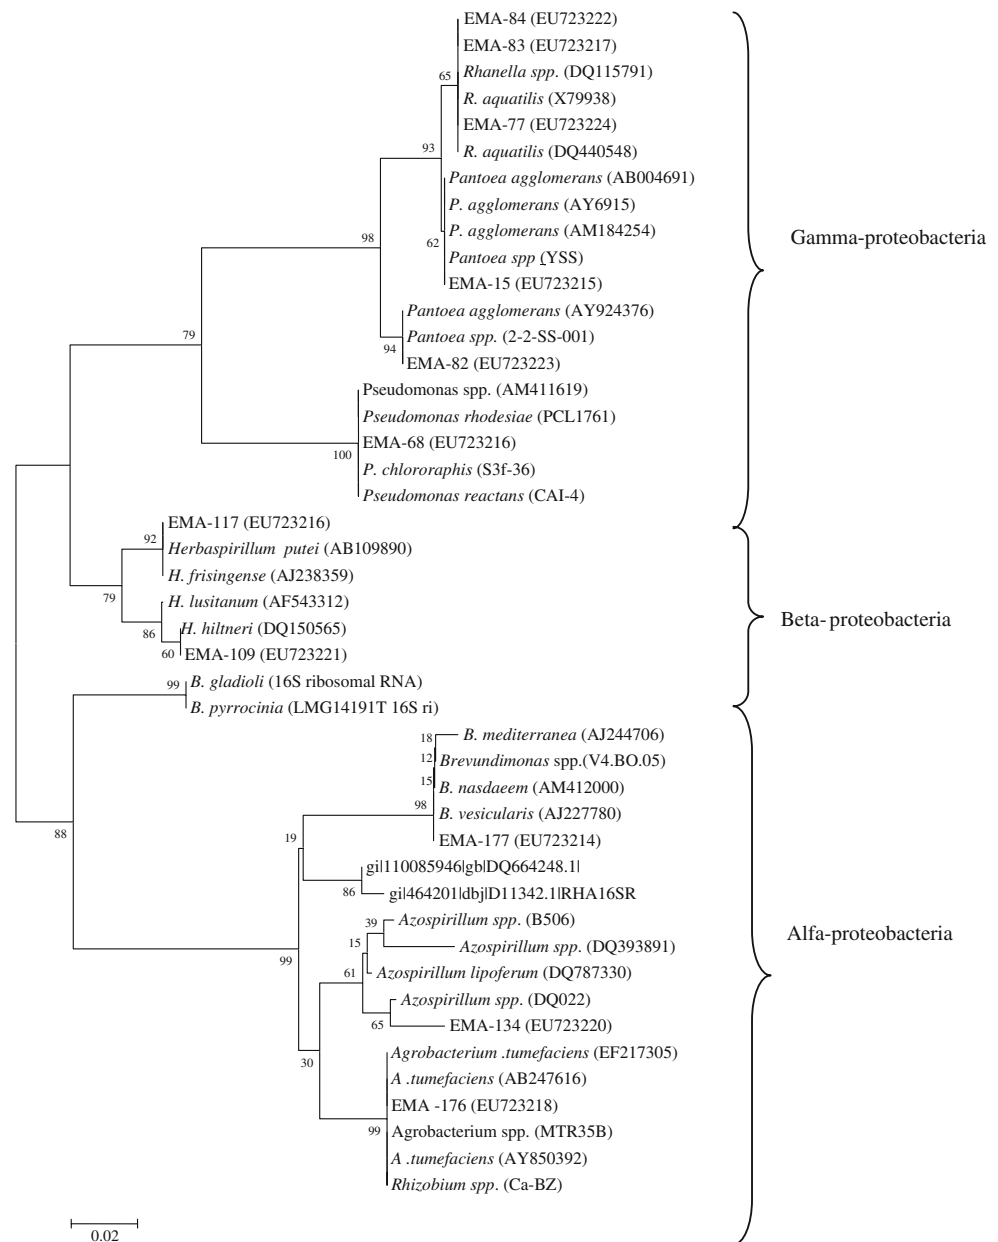 EMA-84 (EU723222)
EMA-83 (EU723217)
65
Rhanella spp. (DQ115791)
R. aquatilis (X79938)
EMA-77 (EU723224)
93
R. aquatilis (DQ440548)
Pantoea agglomerans (AB004691)
P. agglomerans (AY6915)
98
P. agglomerans (AM184254)
Gamma-proteobacteria
62
Pantoea spp (YSS)
EMA-15 (EU723215)
Pantoea agglomerans (AY924376)
79
Pantoea spp. (2-2-SS-001)
94
EMA-82 (EU723223)
Pseudomonas spp. (AM411619)
Pseudomonas rhodesiae (PCL1761)
EMA-68 (EU723216)
100
P. chlororaphis (S3f-36)
Pseudomonas reactans (CAI-4)
EMA-117 (EU723216)
92
Herbaspirillum putei (AB109890)
H. frisingense (AJ238359)
79
H. lusitanum (AF543312)
Beta-proteobacteria
86
H. hiltneri (DQ150565)
60
EMA-109 (EU723221)
99
B. gladioli (16S ribosomal RNA)
B. pyrrocinia (LMG14191T 16S ri)
18
B. mediterranea (AJ244706)
12
Brevundimonas spp.(V4.BO.05)
15
B. nasdaeem (AM412000)
98
B. vesicularis (AJ227780)
88
19
EMA-177 (EU723214)
gi|110085946|gb|DQ664248.1|
86
gi|464201|dbj|D11342.1|RHA16SR
39
Azospirillum spp. (B506)
Alfa-proteobacteria
15
Azospirillum spp. (DQ393891)
99
61
Azospirillum lipoferum (DQ787330)
Azospirillum spp. (DQ022)
65
EMA-134 (EU723220)
30
Agrobacterium .tumefaciens (EF217305)
A .tumefaciens (AB247616)
EMA -176 (EU723218)
99
Agrobacterium spp. (MTR35B)
A .tumefaciens (AY850392)
Rhizobium spp. (Ca-BZ)
0.02